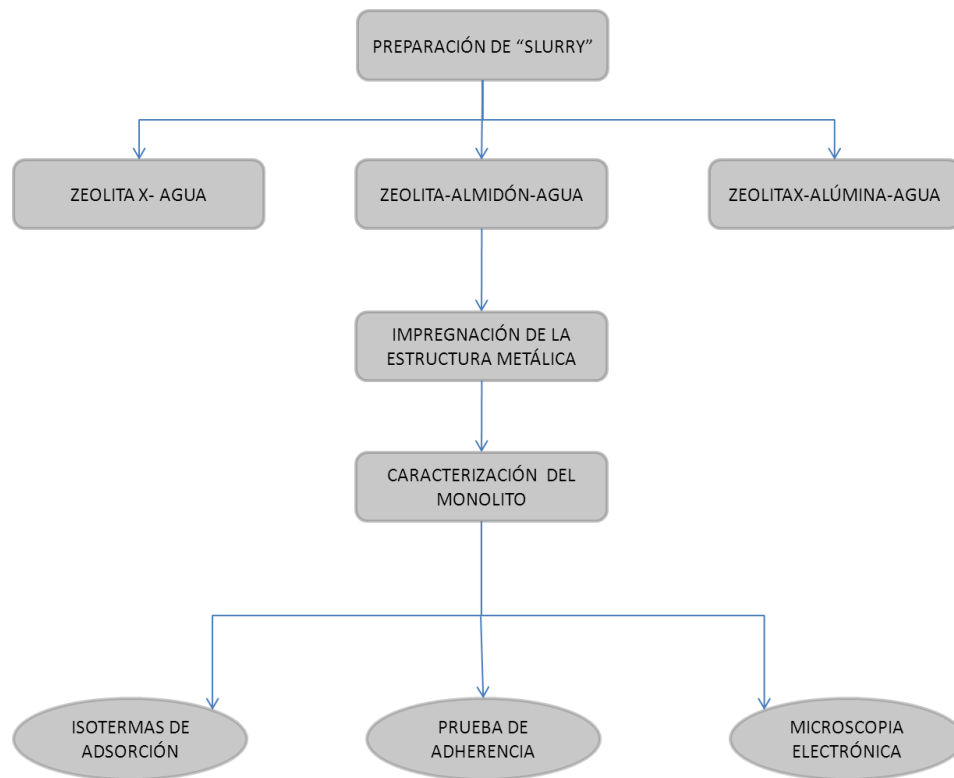 PREPARACIÓN DE “SLURRY”
ZEOLITA X- AGUA
ZEOLITA-ALMIDÓN-AGUA
ZEOLITAX-ALÚMINA-AGUA
IMPREGNACIÓN DE LA
ESTRUCTURA METÁLICA
CARACTERIZACIÓN DEL
MONOLITO
ISOTERMAS DE
ADSORCIÓN
PRUEBA DE
ADHERENCIA
MICROSCOPIA
ELECTRÓNICA